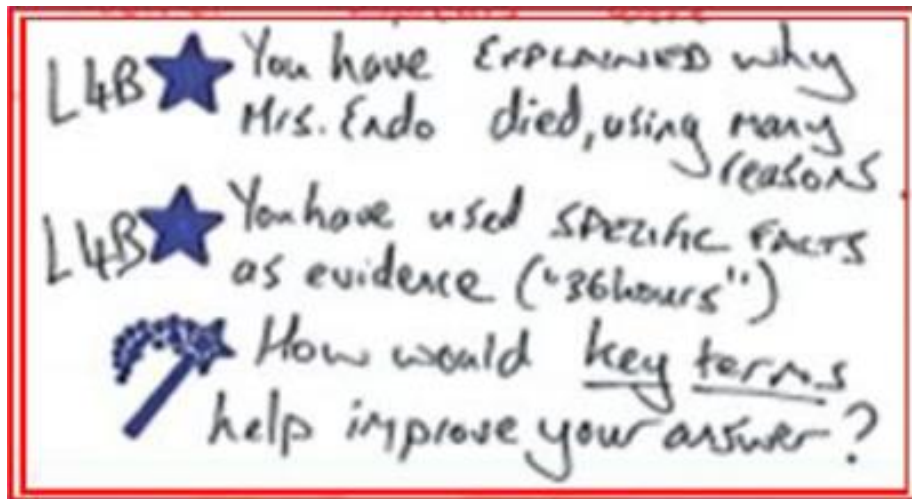 L4B You have EXPLAINED why
Mrs. Endo died, using many
reasons
L4B You have used SPECIFIC FACTS
as evidence ("36hours")
How would key terms
help improve your answer?